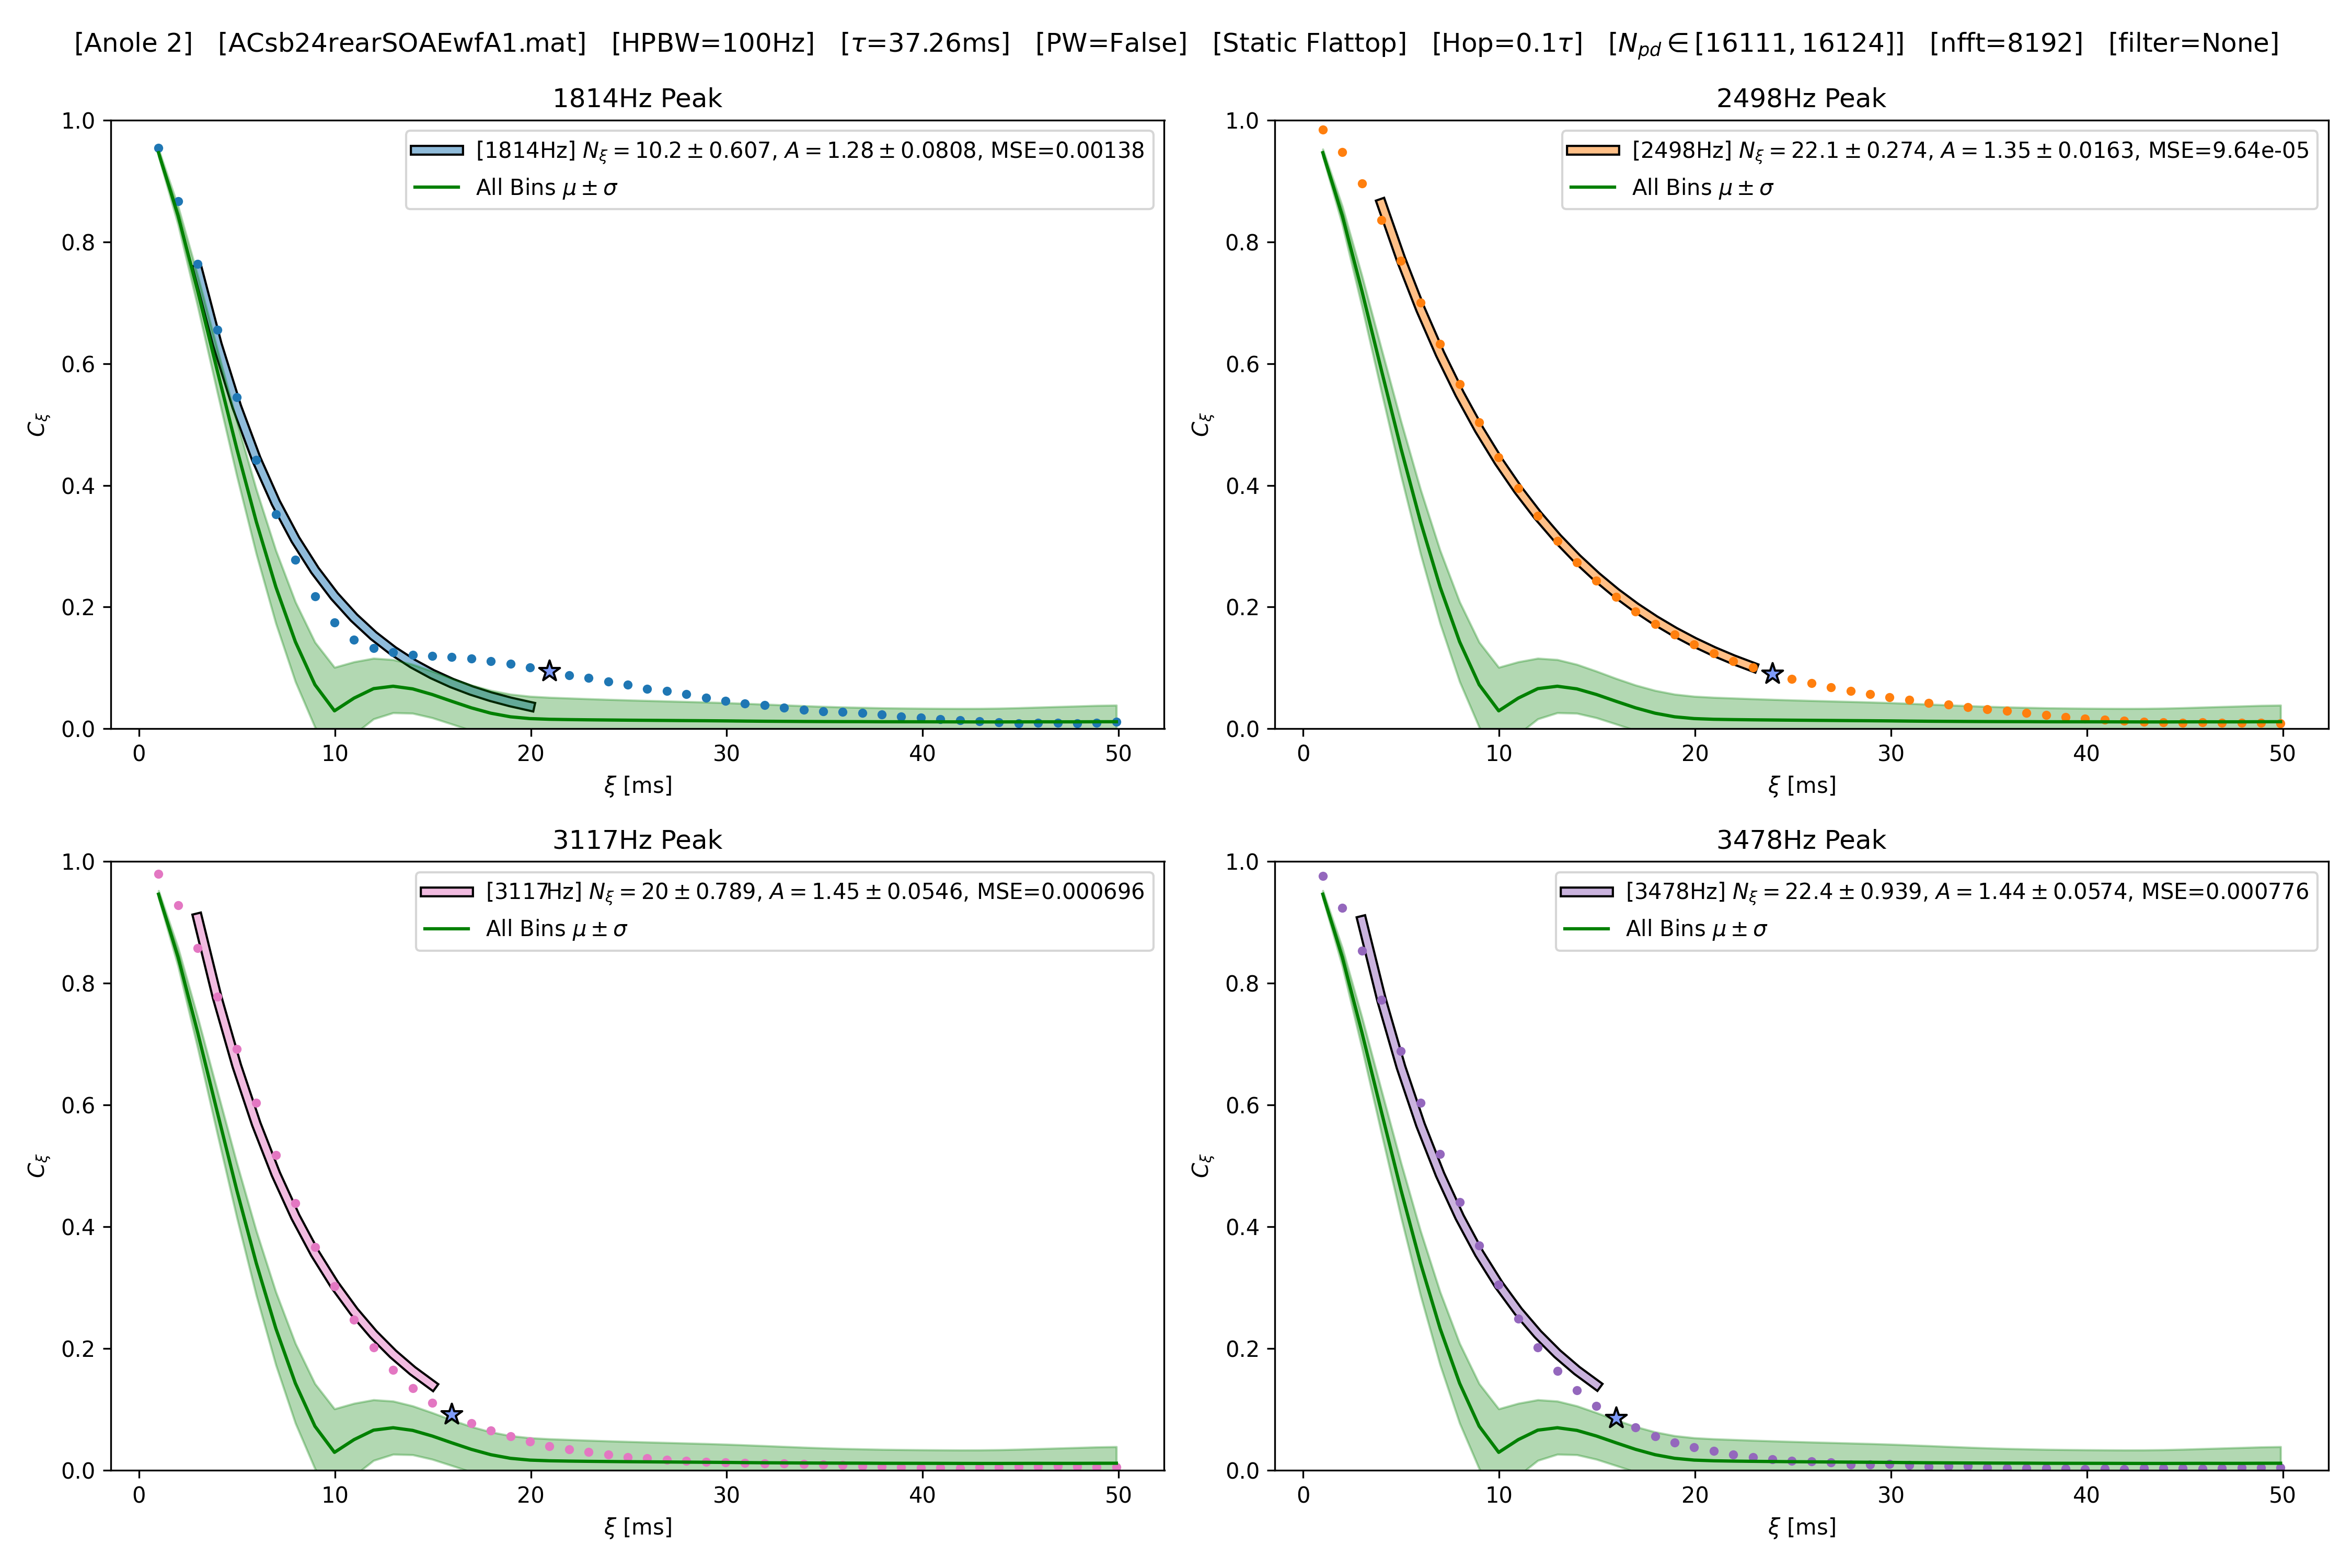 [Anole 2] [ACsb24rearSOAEwfA1.mat] [HPBW=100Hz] [τ=37.26ms] [PW=False] [Static Flattop] [Hop=0.1τ] [N_pd ∈ [16111, 16124]] [nfft=8192] [filter=None]
1814Hz Peak
[1814Hz] N_ξ = 10.2 ± 0.607, A = 1.28 ± 0.0808, MSE=0.00138
All Bins μ ± σ
1.0
0.8
0.6
0.4
0.2
0.0
C_ξ
0 10 20 30 40 50
ξ [ms]
2498Hz Peak
[2498Hz] N_ξ = 22.1 ± 0.274, A = 1.35 ± 0.0163, MSE=9.64e-05
All Bins μ ± σ
1.0
0.8
0.6
0.4
0.2
0.0
C_ξ
0 10 20 30 40 50
ξ [ms]
3117Hz Peak
[3117Hz] N_ξ = 20 ± 0.789, A = 1.45 ± 0.0546, MSE=0.000696
All Bins μ ± σ
1.0
0.8
0.6
0.4
0.2
0.0
C_ξ
0 10 20 30 40 50
ξ [ms]
3478Hz Peak
[3478Hz] N_ξ = 22.4 ± 0.939, A = 1.44 ± 0.0574, MSE=0.000776
All Bins μ ± σ
1.0
0.8
0.6
0.4
0.2
0.0
C_ξ
0 10 20 30 40 50
ξ [ms]